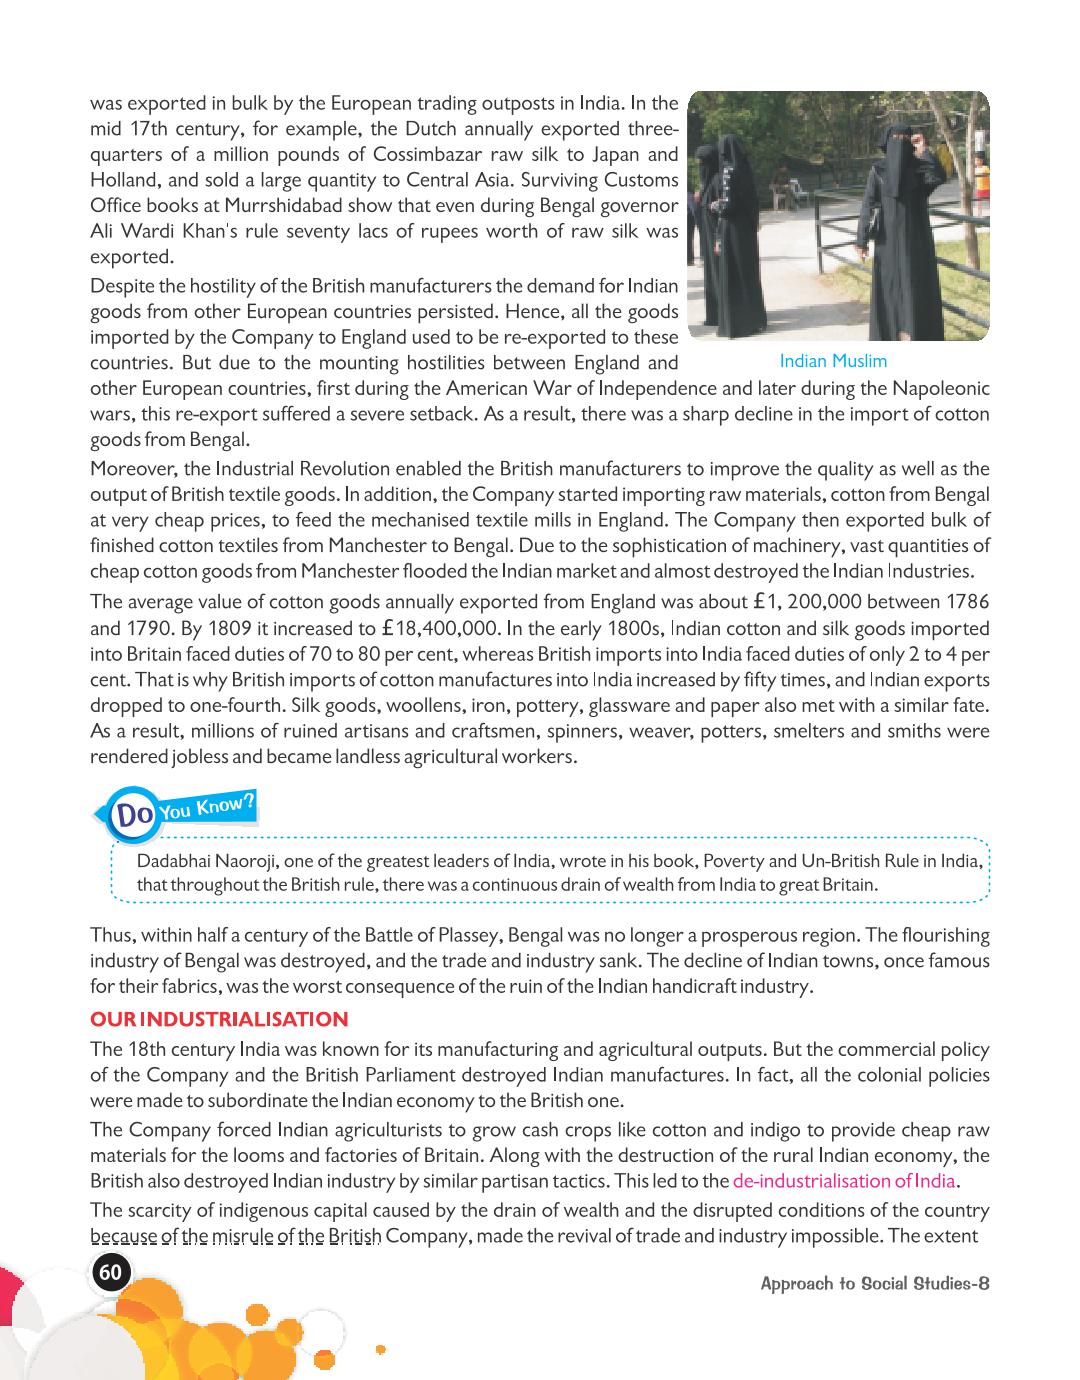 was exported in bulk by the European trading outposts in India. In the
mid 17th century, for example, the Dutch annually exported three-
quarters of a million pounds of Cossimbazar raw silk to Japan and
Holland, and sold a large quantity to Central Asia. Surviving Customs
Office books at Murrshidabad show that even during Bengal governor
Ali Wardi Khan's rule seventy lacs of rupees worth of raw silk was
exported.
Despite the hostility of the British manufacturers the demand for Indian
goods from other European countries persisted. Hence, all the goods
imported by the Company to England used to be re-exported to these
countries. But due to the mounting hostilities between England and
Indian Muslim
other European countries, first during the American War of Independence and later during the Napoleonic
wars, this re-export suffered a severe setback. As a result, there was a sharp decline in the import of cotton
goods from Bengal.
Moreover, the Industrial Revolution enabled the British manufacturers to improve the quality as well as the
output of British textile goods. In addition, the Company started importing raw materials, cotton from Bengal
at very cheap prices, to feed the mechanised textile mills in England. The Company then exported bulk of
finished cotton textiles from Manchester to Bengal. Due to the sophistication of machinery, vast quantities of
cheap cotton goods from Manchester flooded the Indian market and almost destroyed the Indian Industries.
The average value of cotton goods annually exported from England was about £1, 200,000 between 1786
and 1790. By 1809 it increased to £18,400,000. In the early 1800s, Indian cotton and silk goods imported
into Britain faced duties of 70 to 80 per cent, whereas British imports into India faced duties of only 2 to 4 per
cent. That is why British imports of cotton manufactures into India increased by fifty times, and Indian exports
dropped to one-fourth. Silk goods, woollens, iron, pottery, glassware and paper also met with a similar fate.
As a result, millions of ruined artisans and craftsmen, spinners, weaver, potters, smelters and smiths were
rendered jobless and became landless agricultural workers.
Do You Know?
Dadabhai Naoroji, one of the greatest leaders of India, wrote in his book, Poverty and Un-British Rule in India,
that throughout the British rule, there was a continuous drain of wealth from India to great Britain.
Thus, within half a century of the Battle of Plassey, Bengal was no longer a prosperous region. The flourishing
industry of Bengal was destroyed, and the trade and industry sank. The decline of Indian towns, once famous
for their fabrics, was the worst consequence of the ruin of the Indian handicraft industry.
OUR INDUSTRIALISATION
The 18th century India was known for its manufacturing and agricultural outputs. But the commercial policy
of the Company and the British Parliament destroyed Indian manufactures. In fact, all the colonial policies
were made to subordinate the Indian economy to the British one.
The Company forced Indian agriculturists to grow cash crops like cotton and indigo to provide cheap raw
materials for the looms and factories of Britain. Along with the destruction of the rural Indian economy, the
British also destroyed Indian industry by similar partisan tactics. This led to the de-industrialisation of India.
The scarcity of indigenous capital caused by the drain of wealth and the disrupted conditions of the country
because of the misrule of the British Company, made the revival of trade and industry impossible. The extent
60
Approach to Social Studies-8